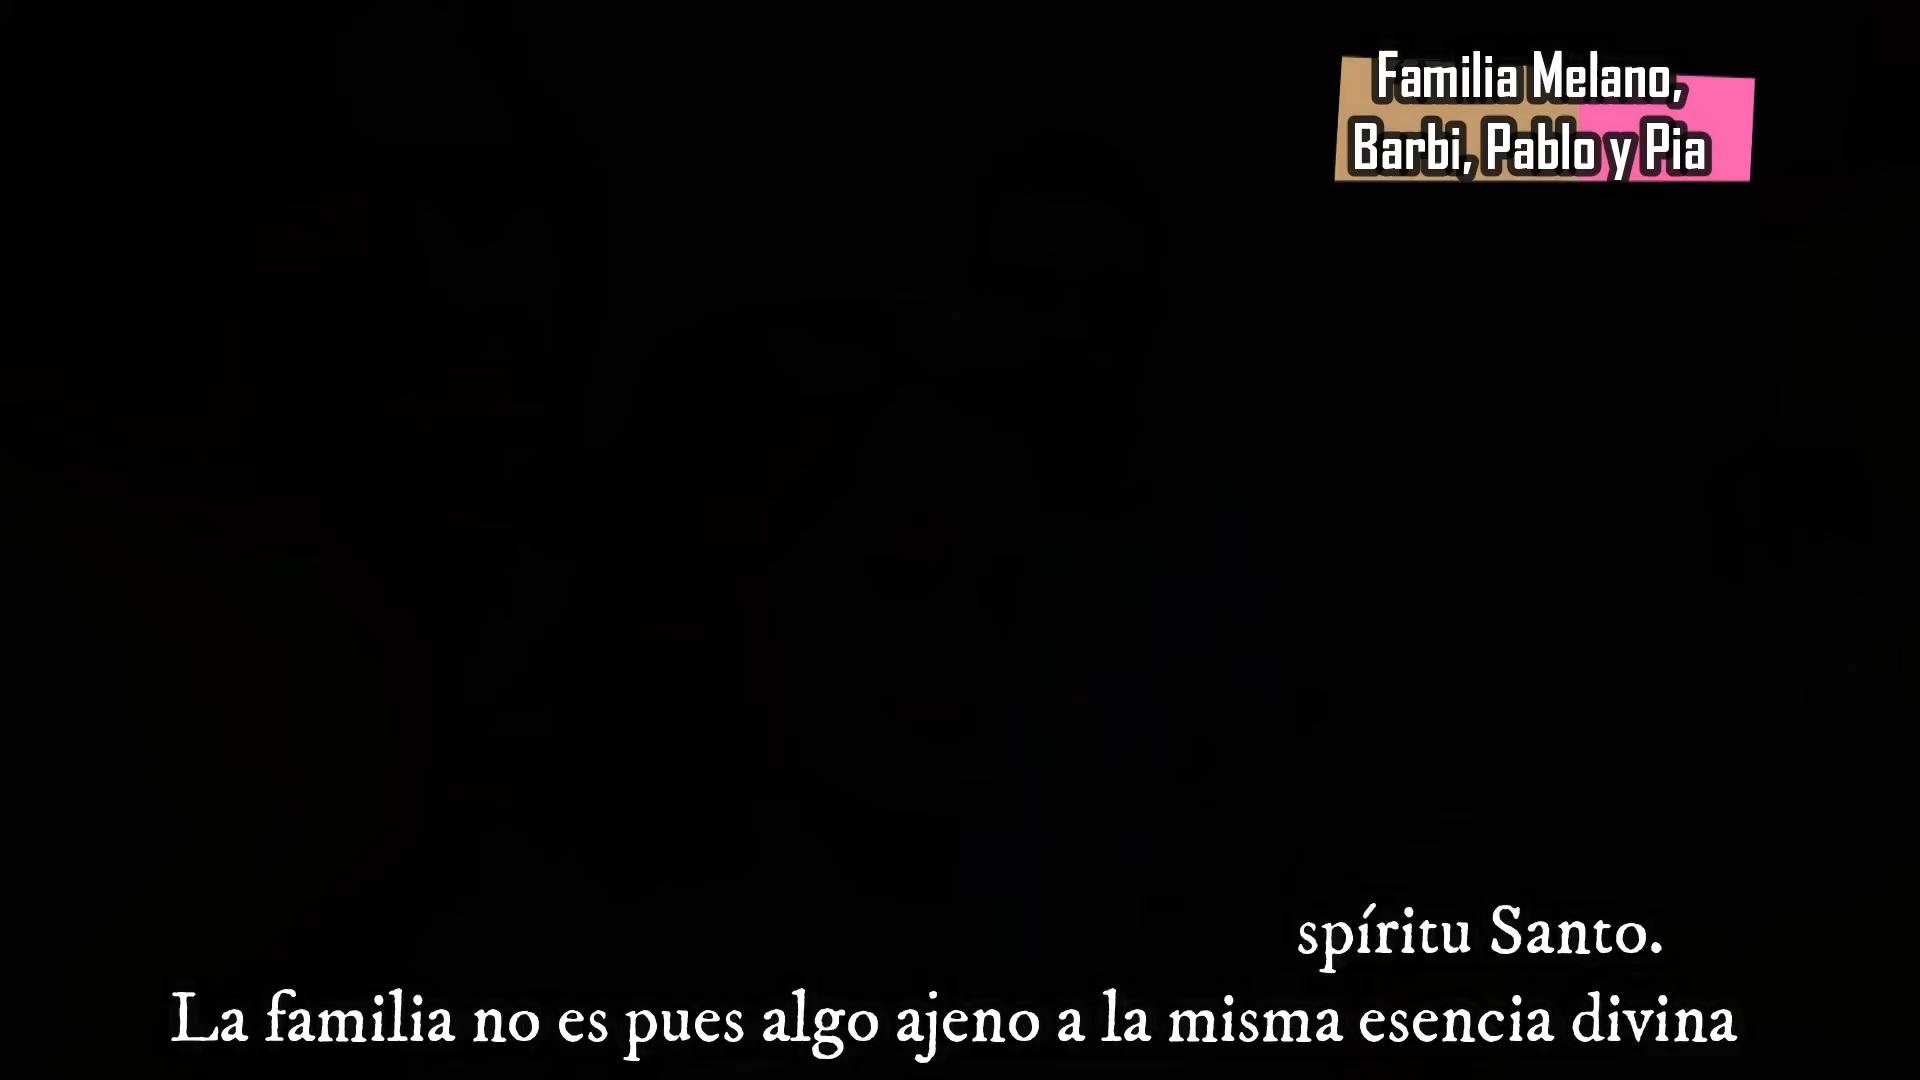 Familia Melano,
Barbi, Pablo y Pia
spíritu Santo.
La familia no es pues algo ajeno a la misma esencia divina